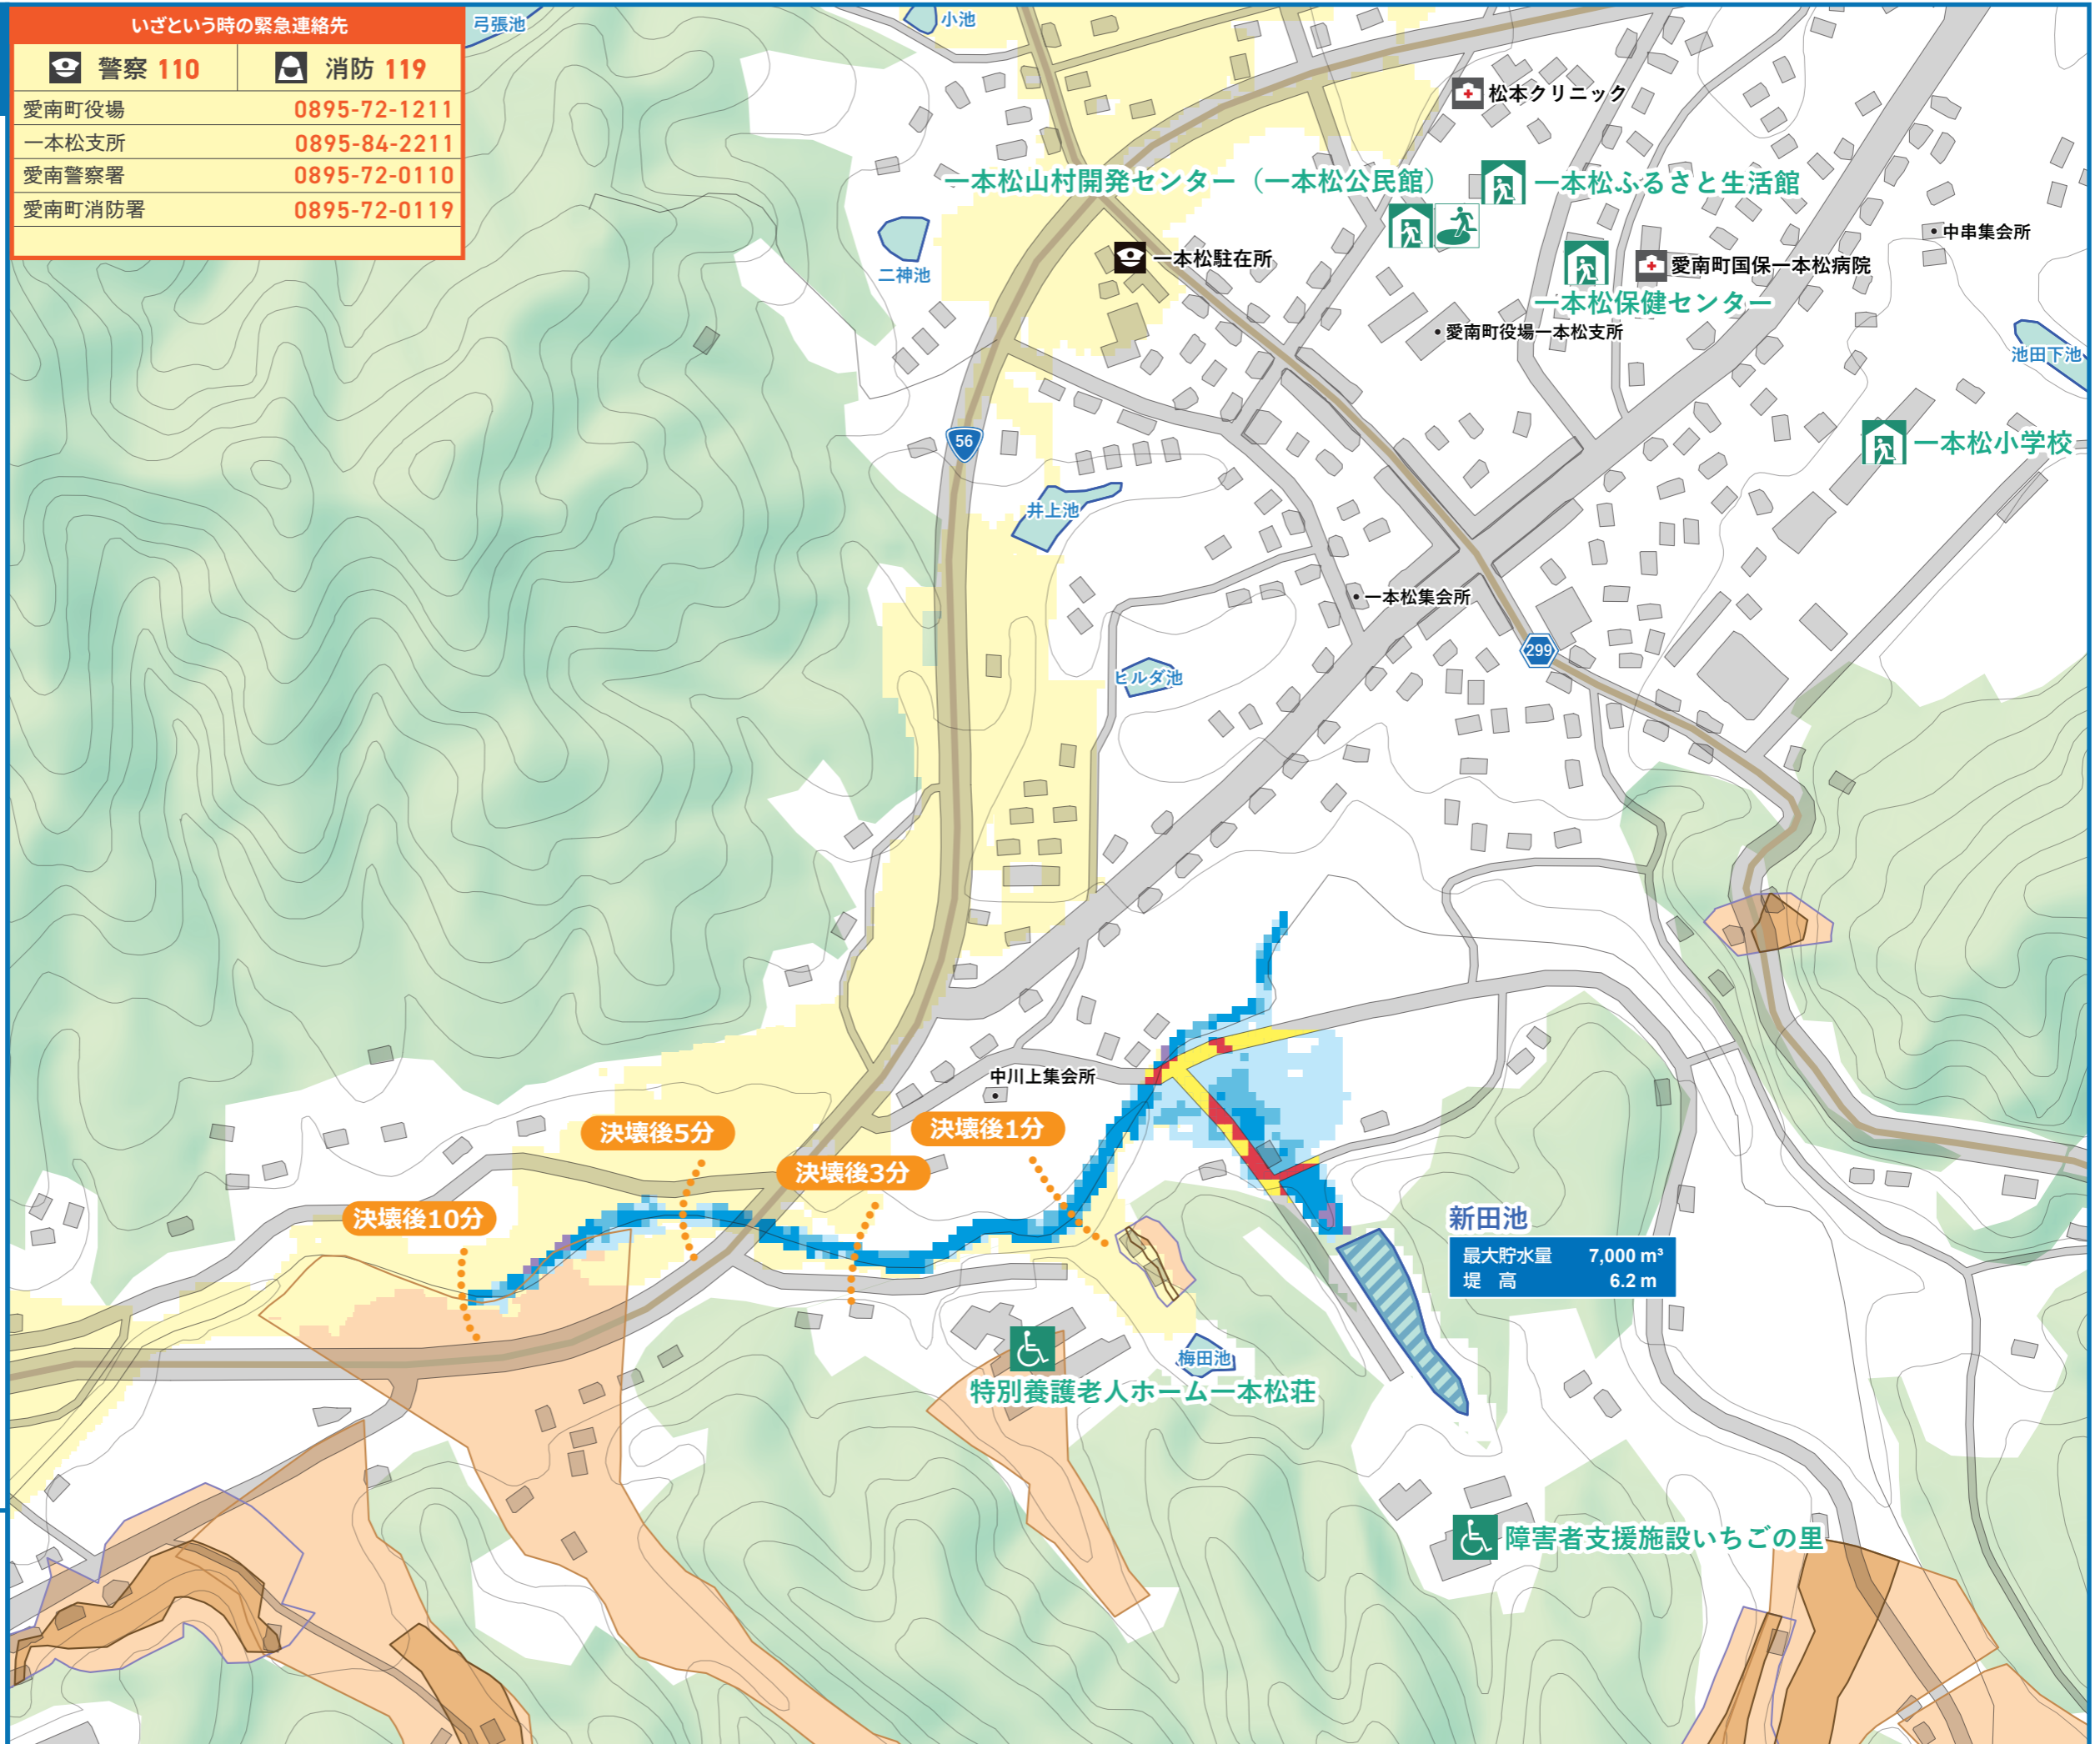 いざという時の緊急連絡先
警察 110
消防 119
愛南町役場 0895-72-1211
一本松支所 0895-84-2211
愛南警察署 0895-72-0110
愛南町消防署 0895-72-0119
弓張池
小池
松本クリニック
一本松山村開発センター（一本松公民館）
一本松ふるさと生活館
二神池
一本松駐在所
中串集会所
愛南町国保一本松病院
一本松保健センター
愛南町役場一本松支所
池田下池
56
一本松小学校
井上池
一本松集会所
299
ヒルダ池
中川上集会所
決壊後5分
決壊後1分
決壊後3分
決壊後10分
新田池
最大貯水量 7,000 m³
堤 高 6.2 m
梅田池
特別養護老人ホーム一本松荘
障害者支援施設いちごの里